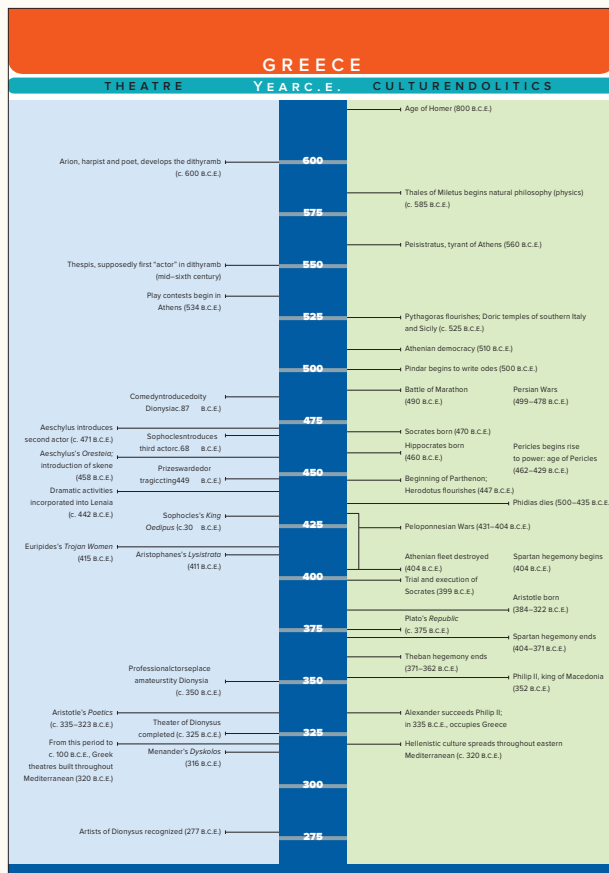 GREECE
THEATRE
YEARC.E.
CULTURENDOLITICS
Age of Homer (800 B.C.E.)
600
Arion, harpist and poet, develops the dithyramb
(c. 600 B.C.E.)
Thales of Miletus begins natural philosophy (physics)
(c. 585 B.C.E.)
575
Peisistratus, tyrant of Athens (560 B.C.E.)
550
Thespis, supposedly first "actor" in dithyramb
(mid–sixth century)
Play contests begin in
Athens (534 B.C.E.)
525
Pythagoras flourishes; Doric temples of southern Italy
and Sicily (c. 525 B.C.E.)
Athenian democracy (510 B.C.E.)
500
Pindar begins to write odes (500 B.C.E.)
Battle of Marathon
(490 B.C.E.)
Persian Wars
(499–478 B.C.E.)
Comedyntroducedoity
Dionysiac.87 B.C.E.)
475
Aeschylus introduces
second actor (c. 471 B.C.E.)
Sophoclesntroduces
third actorc.68 B.C.E.)
Socrates born (470 B.C.E.)
Hippocrates born
(460 B.C.E.)
Pericles begins rise
to power: age of Pericles
(462–429 B.C.E.)
Aeschylus's Oresteia;
introduction of skene
(458 B.C.E.)
450
Prizeswardedor
tragiccting449 B.C.E.)
Beginning of Parthenon;
Herodotus flourishes (447 B.C.E.)
Dramatic activities
incorporated into Lenaia
(c. 442 B.C.E.)
Phidias dies (500–435 B.C.E.
Sophocles's King
Oedipus (c.30 B.C.E.)
425
Peloponnesian Wars (431–404 B.C.E.)
Euripides's Trojan Women
(415 B.C.E.)
Aristophanes's Lysistrata
(411 B.C.E.)
Athenian fleet destroyed
(404 B.C.E.)
Spartan hegemony begins
(404 B.C.E.)
400
Trial and execution of
Socrates (399 B.C.E.)
Aristotle born
(384–322 B.C.E.)
375
Plato's Republic
(c. 375 B.C.E.)
Spartan hegemony ends
(404–371 B.C.E.)
Theban hegemony ends
(371–362 B.C.E.)
Philip II, king of Macedonia
(352 B.C.E.)
350
Professionalctorseplace
amateurstity Dionysia
(c. 350 B.C.E.)
Aristotle's Poetics
(c. 335–323 B.C.E.)
Alexander succeeds Philip II;
in 335 B.C.E., occupies Greece
Theater of Dionysus
completed (c. 325 B.C.E.)
325
From this period to
c. 100 B.C.E., Greek
theatres built throughout
Mediterranean (320 B.C.E.)
Hellenistic culture spreads throughout eastern
Mediterranean (c. 320 B.C.E.)
Menander's Dyskolos
(316 B.C.E.)
300
Artists of Dionysus recognized (277 B.C.E.)
275